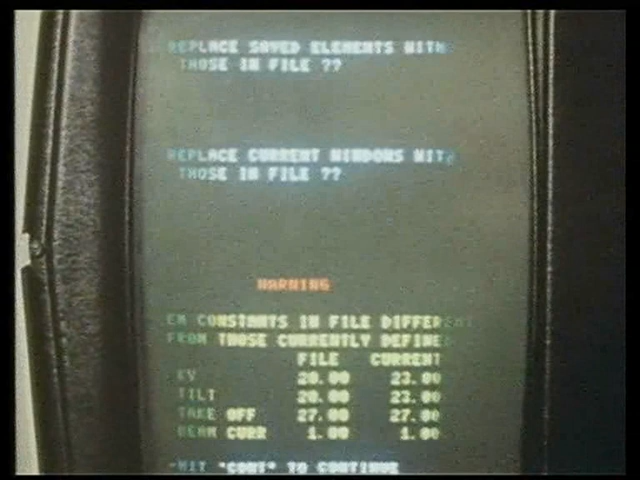 REPLACE SAVED ELEMENTS WITH
THOSE IN FILE ??
REPLACE CURRENT WINDOWS WITH
THOSE IN FILE ??
WARNING
EM CONSTANTS IN FILE DIFFERENT
FROM THOSE CURRENTLY DEFINED
FILE CURRENT
KV 20.00 23.00
TILT 20.00 23.00
TAKE OFF 27.00 27.00
BEAM CURR 1.00 1.00
-HIT "CONT" TO CONTINUE